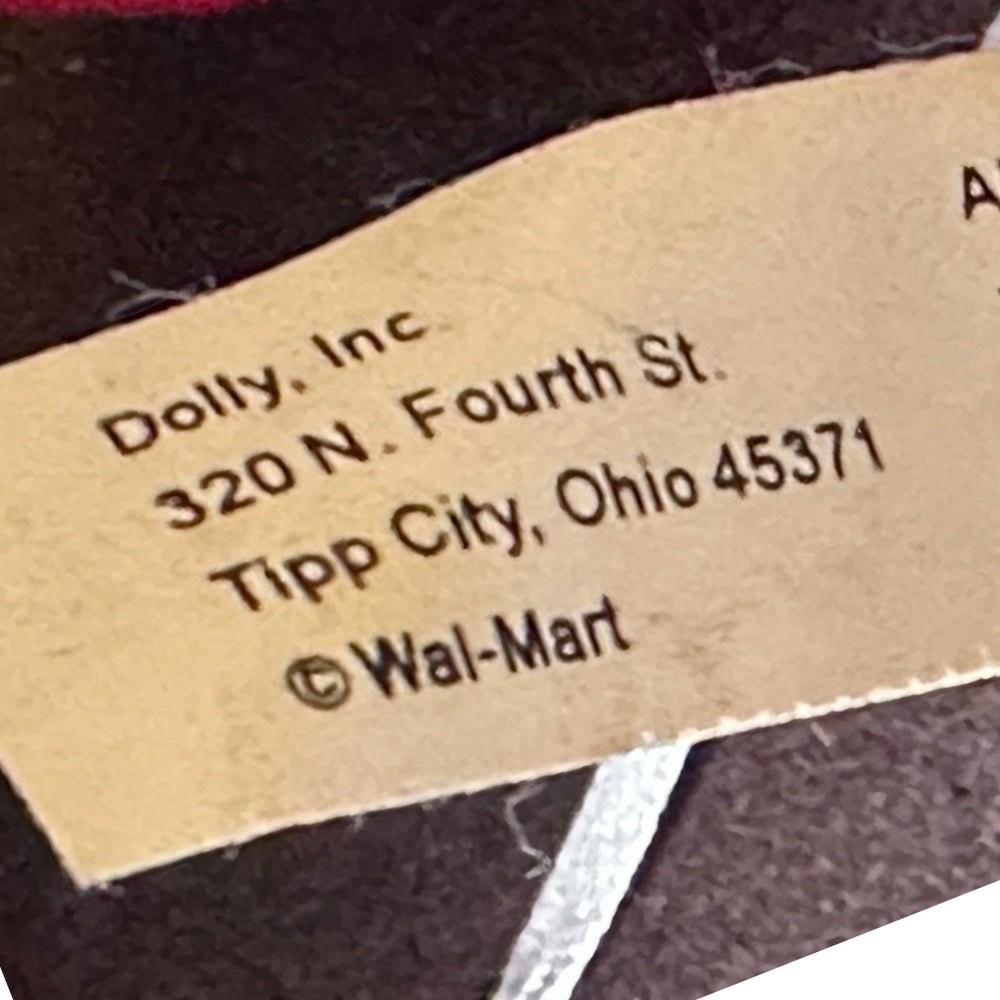 Dolly, Inc.
320 N. Fourth St.
Tipp City, Ohio 45371
©Wal-Mart